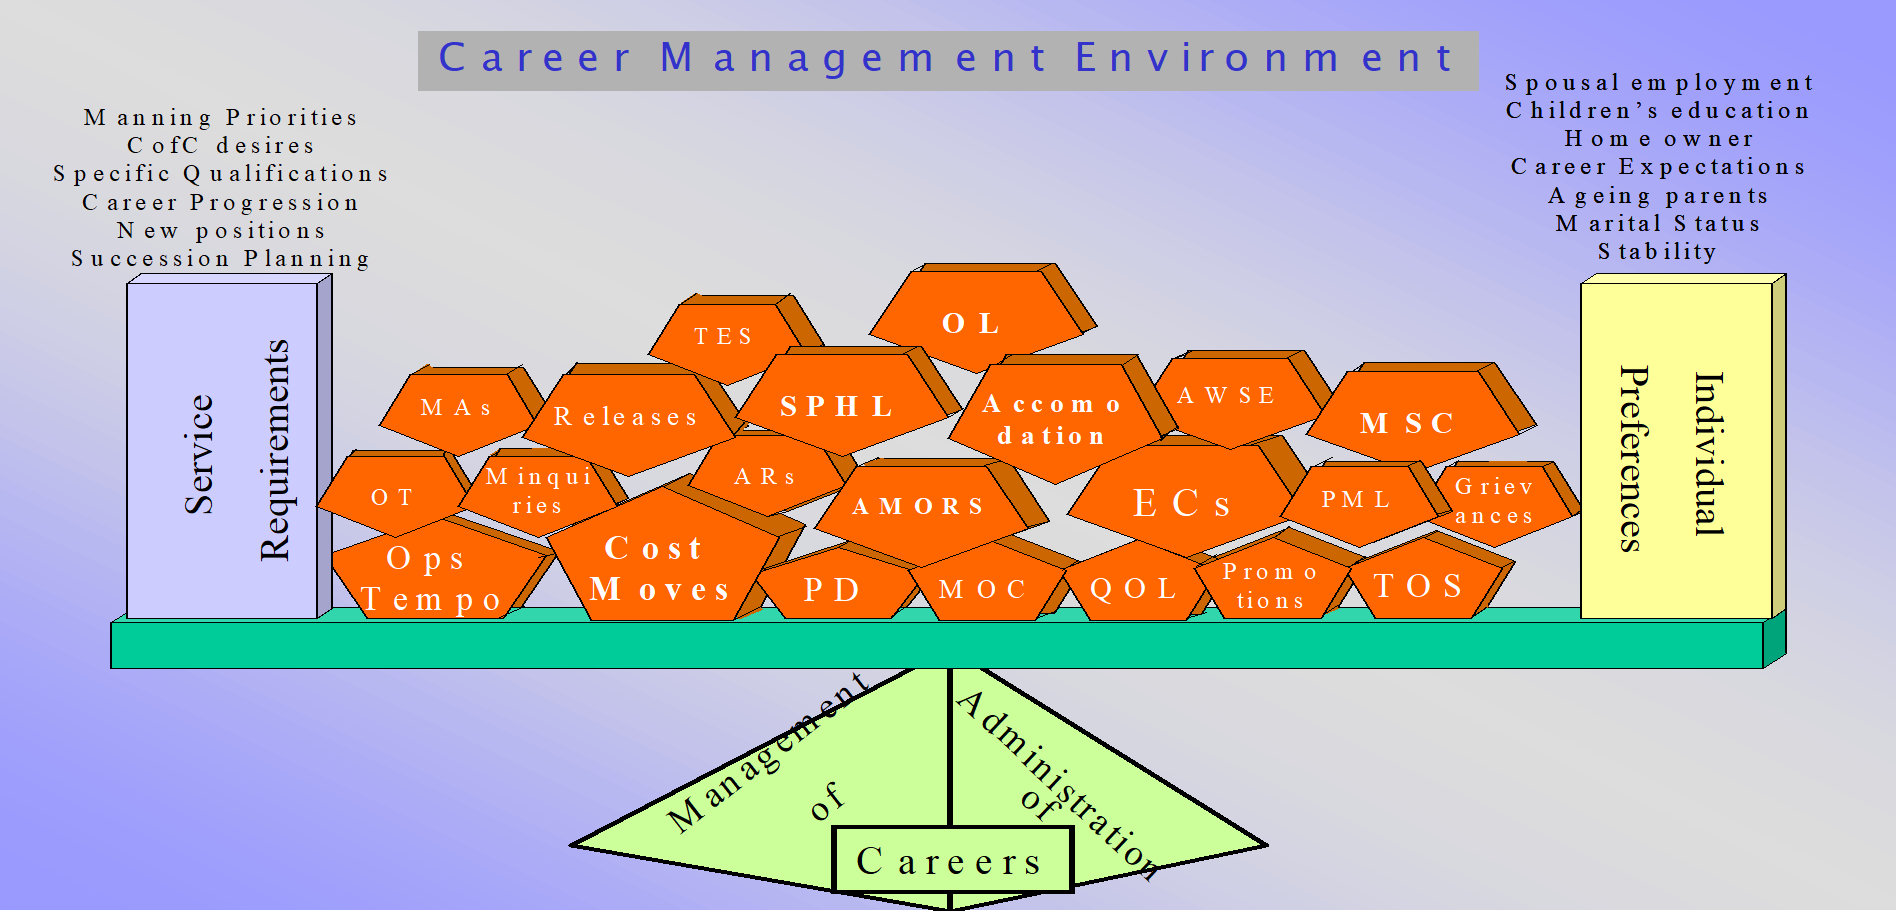 Career Management Environment
Manning Priorities
CofC desires
Specific Qualifications
Career Progression
New positions
Succession Planning
Spousal employment
Children’s education
Home owner
Career Expectations
Ageing parents
Marital Status
Stability
Service
Requirements
Individual
Preferences
OL
TES
SPHL
Accomo
dation
AWSE
MSC
MAs
Releases
OT
Minqui
ries
ARs
AMORS
ECs
PML
Griev
ances
Ops
Tempo
Cost
Moves
PD
MOC
QOL
Promo
tions
TOS
Management
of
Administration
of
Careers